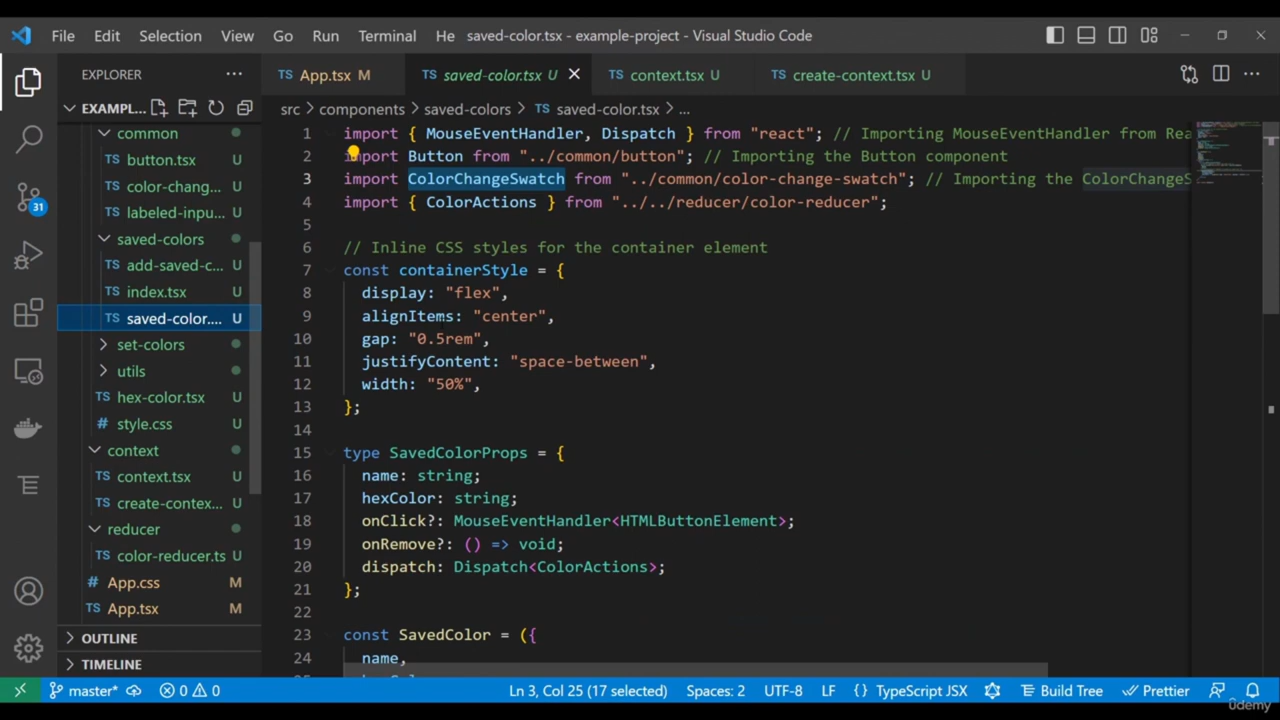 File Edit Selection View Go Run Terminal He saved-color.tsx - example-project - Visual Studio Code
EXPLORER ...
TS App.tsx M TS saved-color.tsx U TS context.tsx U TS create-context.tsx U
EXAMPL...
src > components > saved-colors > TS saved-color.tsx > ...
common
TS button.tsx U
TS color-chang... U
TS labeled-inpu... U
saved-colors
TS add-saved-c... U
TS index.tsx U
TS saved-color.... U
set-colors
utils
TS hex-color.tsx U
# style.css U
context
TS context.tsx U
TS create-contex... U
reducer
TS color-reducer.ts U
# App.css M
TS App.tsx M
OUTLINE
TIMELINE
31
1 import { MouseEventHandler, Dispatch } from "react"; // Importing MouseEventHandler from Rea
2 import Button from "../common/button"; // Importing the Button component
3 import ColorChangeSwatch from "../common/color-change-swatch"; // Importing the ColorChangeS
4 import { ColorActions } from "../../reducer/color-reducer";
5
6 // Inline CSS styles for the container element
7 const containerStyle = {
8 display: "flex",
9 alignItems: "center",
10 gap: "0.5rem",
11 justifyContent: "space-between",
12 width: "50%",
13 };
14
15 type SavedColorProps = {
16 name: string;
17 hexColor: string;
18 onClick?: MouseEventHandler<HTMLButtonElement>;
19 onRemove?: () => void;
20 dispatch: Dispatch<ColorActions>;
21 };
22
23 const SavedColor = ({
24 name,
master* 0 0 Ln 3, Col 25 (17 selected) Spaces: 2 UTF-8 LF {} TypeScript JSX Build Tree Prettier
ûdemy